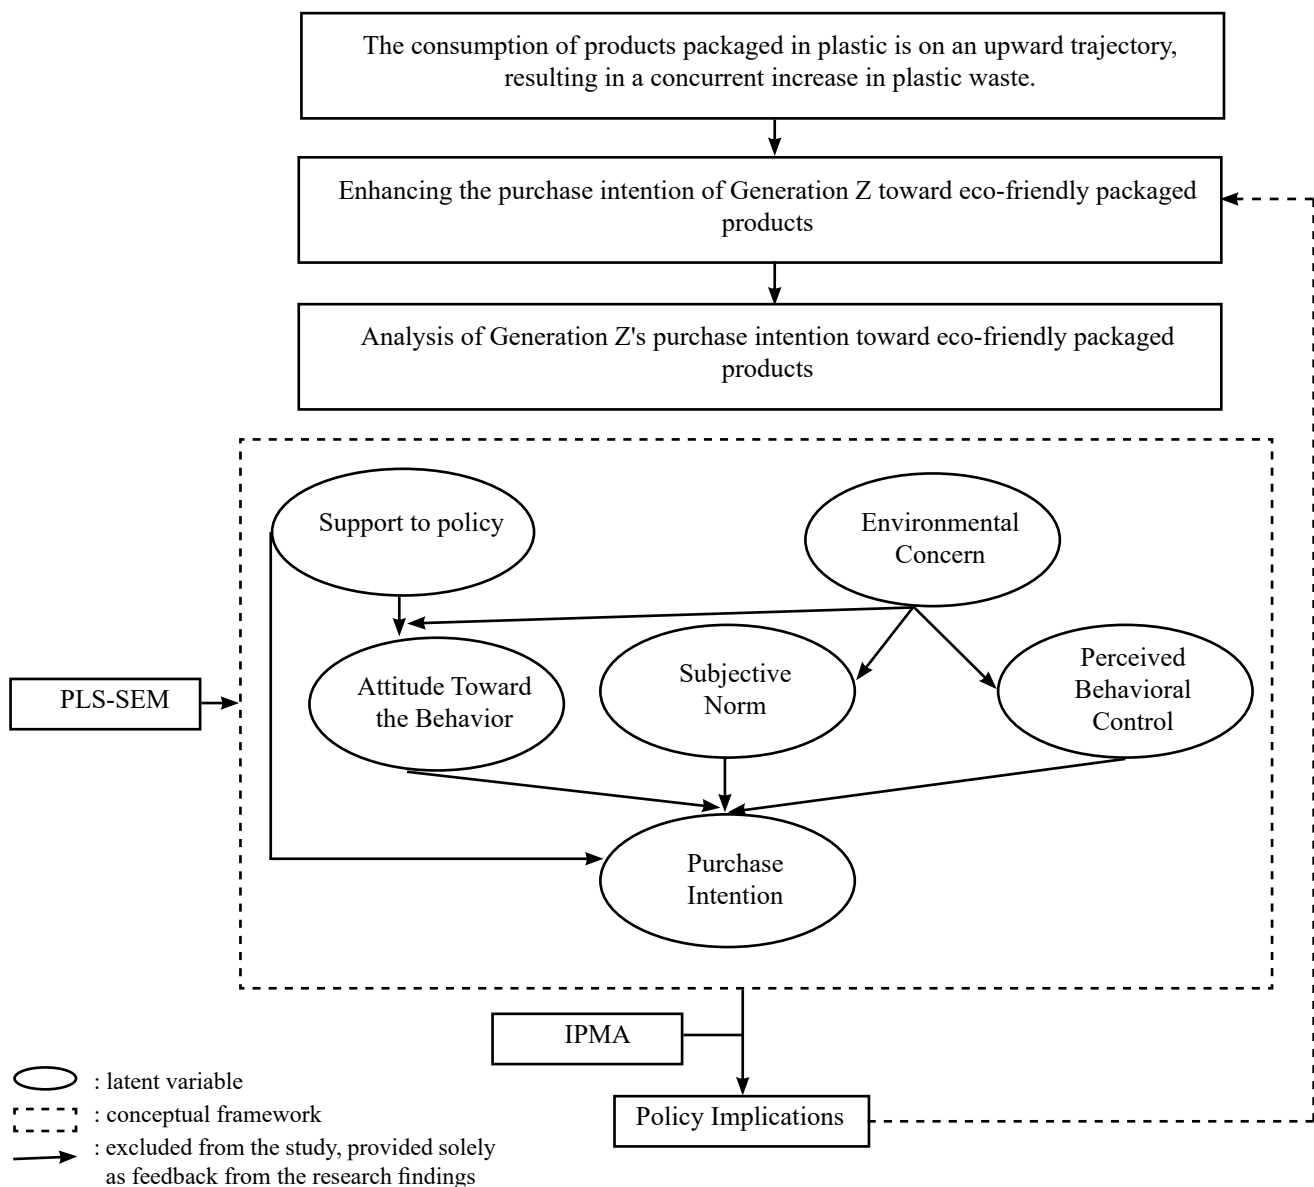 The consumption of products packaged in plastic is on an upward trajectory,
resulting in a concurrent increase in plastic waste.
Enhancing the purchase intention of Generation Z toward eco-friendly packaged
products
Analysis of Generation Z's purchase intention toward eco-friendly packaged
products
Support to policy
Environmental
Concern
Attitude Toward
the Behavior
Subjective
Norm
Perceived
Behavioral
Control
PLS-SEM
Purchase
Intention
IPMA
Policy Implications
: latent variable
: conceptual framework
: excluded from the study, provided solely
as feedback from the research findings